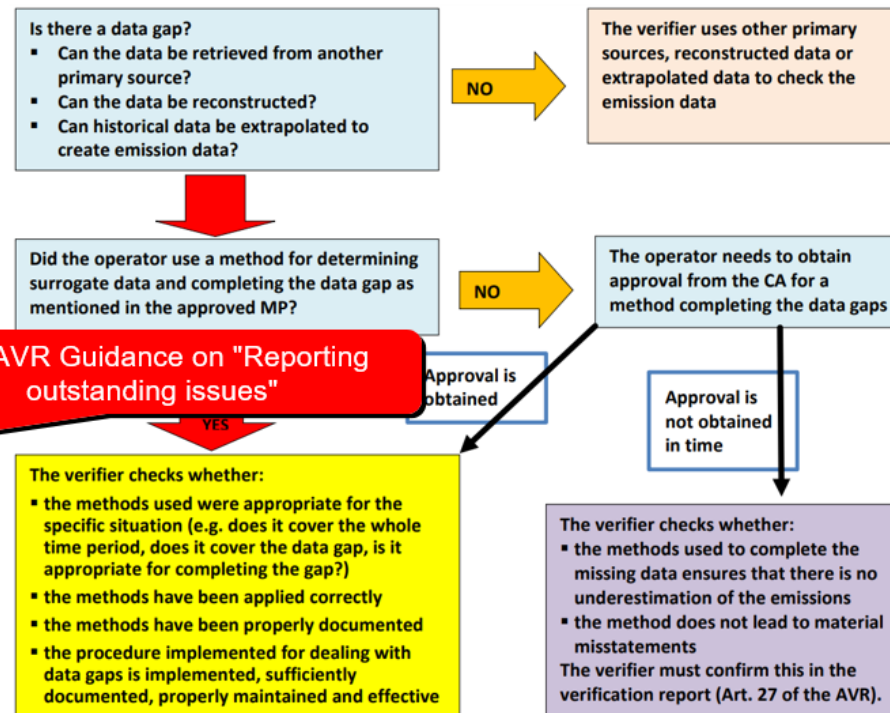 Is there a data gap?
▪ Can the data be retrieved from another
primary source?
▪ Can the data be reconstructed?
▪ Can historical data be extrapolated to
create emission data?
NO
The verifier uses other primary
sources, reconstructed data or
extrapolated data to check the
emission data
Did the operator use a method for determining
surrogate data and completing the data gap as
mentioned in the approved MP?
NO
The operator needs to obtain
approval from the CA for a
method completing the data gaps
AVR Guidance on "Reporting
outstanding issues"
YES
Approval is
obtained
Approval is
not obtained
in time
The verifier checks whether:
▪ the methods used were appropriate for the
specific situation (e.g. does it cover the whole
time period, does it cover the data gap, is it
appropriate for completing the gap?)
▪ the methods have been applied correctly
▪ the methods have been properly documented
▪ the procedure implemented for dealing with
data gaps is implemented, sufficiently
documented, properly maintained and effective
The verifier checks whether:
▪ the methods used to complete the
missing data ensures that there is no
underestimation of the emissions
▪ the method does not lead to material
misstatements
The verifier must confirm this in the
verification report (Art. 27 of the AVR).